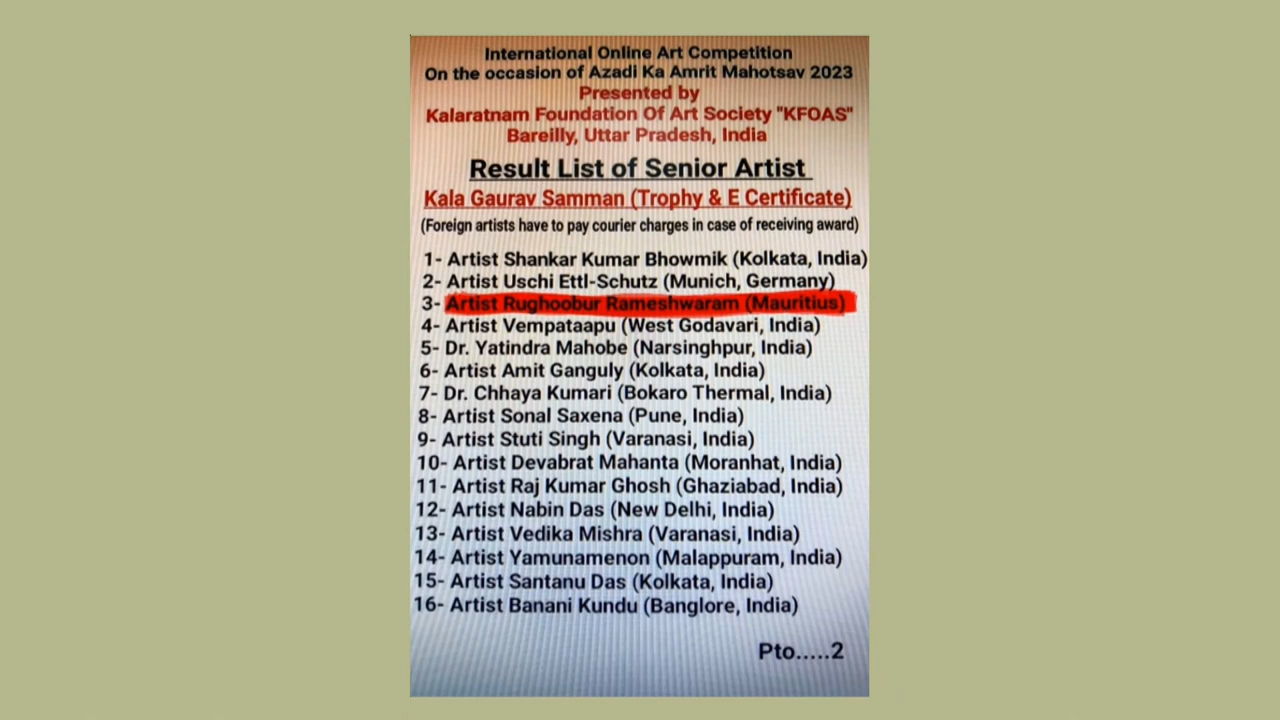 International Online Art Competition
On the occasion of Azadi Ka Amrit Mahotsav 2023
Presented by
Kalaratnam Foundation Of Art Society "KFOAS"
Bareilly, Uttar Pradesh, India
Result List of Senior Artist
Kala Gaurav Samman (Trophy & E Certificate)
(Foreign artists have to pay courier charges in case of receiving award)
1- Artist Shankar Kumar Bhowmik (Kolkata, India)
2- Artist Uschi Ettl-Schutz (Munich, Germany)
3- Artist Rughoobur Rameshwaram (Mauritius)
4- Artist Vempataapu (West Godavari, India)
5- Dr. Yatindra Mahobe (Narsinghpur, India)
6- Artist Amit Ganguly (Kolkata, India)
7- Dr. Chhaya Kumari (Bokaro Thermal, India)
8- Artist Sonal Saxena (Pune, India)
9- Artist Stuti Singh (Varanasi, India)
10- Artist Devabrat Mahanta (Moranhat, India)
11- Artist Raj Kumar Ghosh (Ghaziabad, India)
12- Artist Nabin Das (New Delhi, India)
13- Artist Vedika Mishra (Varanasi, India)
14- Artist Yamunamenon (Malappuram, India)
15- Artist Santanu Das (Kolkata, India)
16- Artist Banani Kundu (Banglore, India)
Pto.....2